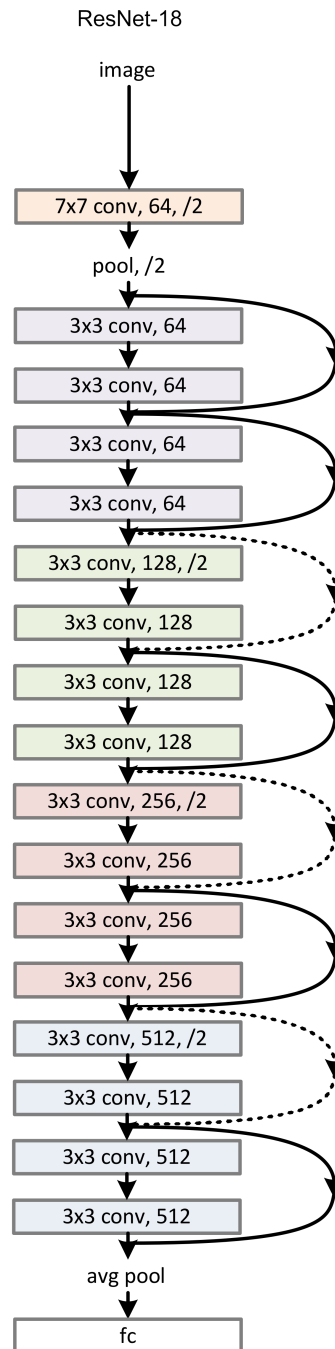 ResNet-18
image
7x7 conv, 64, /2
pool, /2
3x3 conv, 64
3x3 conv, 64
3x3 conv, 64
3x3 conv, 64
3x3 conv, 128, /2
3x3 conv, 128
3x3 conv, 128
3x3 conv, 128
3x3 conv, 256, /2
3x3 conv, 256
3x3 conv, 256
3x3 conv, 256
3x3 conv, 512, /2
3x3 conv, 512
3x3 conv, 512
3x3 conv, 512
avg pool
fc